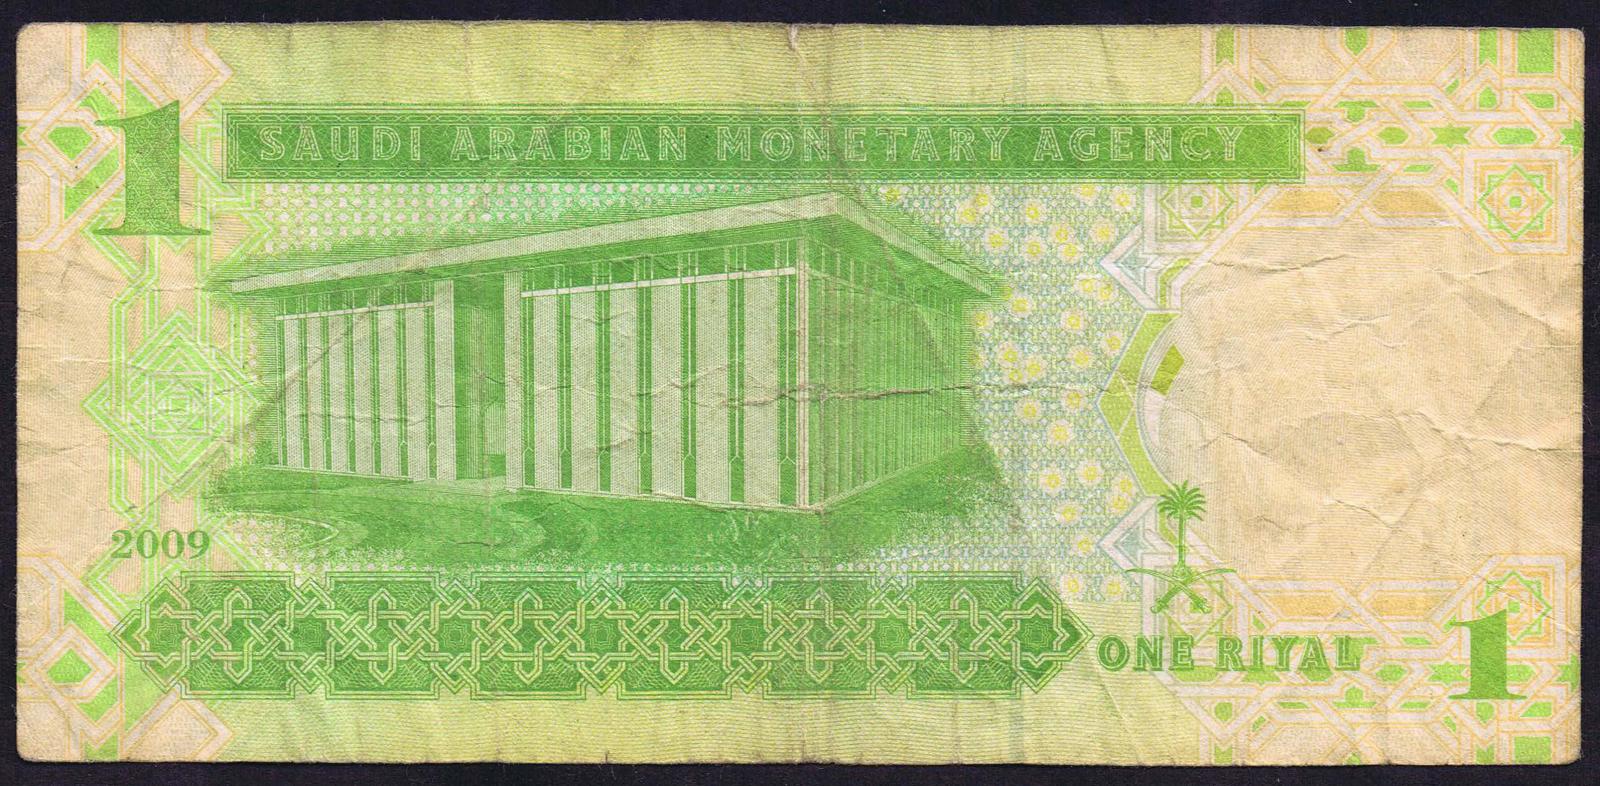 1
SAUDI ARABIAN MONETARY AGENCY
2009
ONE RIYAL
1